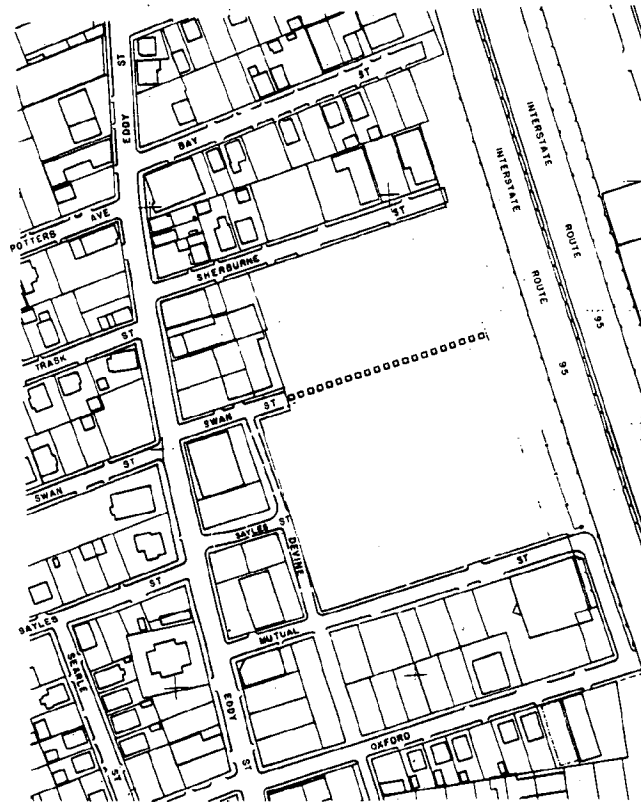 EDDY ST
BAY ST
INTERSTATE ROUTE 95
INTERSTATE ROUTE 95
POTTERS AVE
SHERBURNE ST
TRASK ST
SWAN ST
SWAN ST
SAYLES ST
DEVINE
SAYLES ST
MUTUAL ST
SEARLE ST
EDDY ST
OXFORD